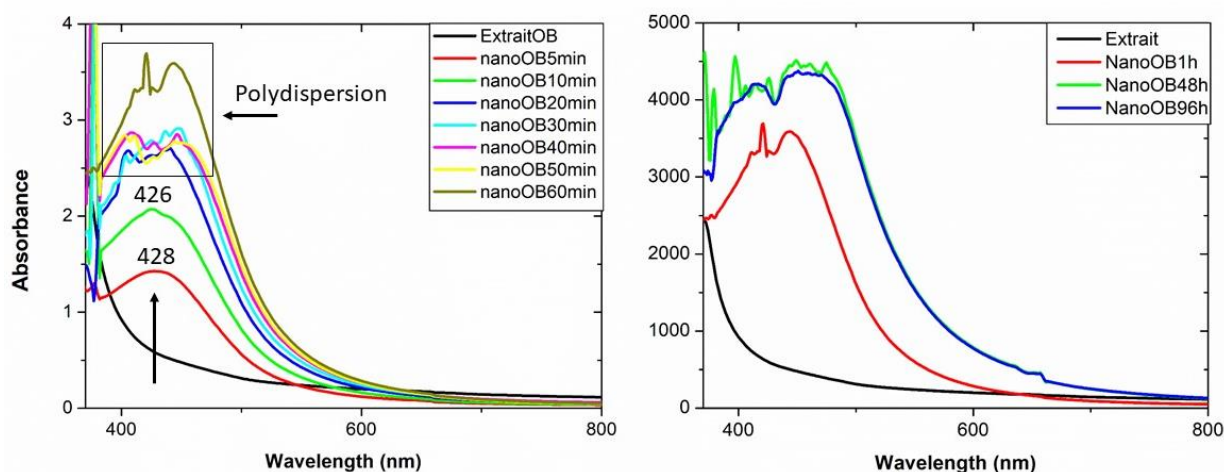 4
3
2
1
0
400
600
800
Absorbance
Wavelength (nm)
Polydispersion
426
428
ExtraitOB
nanoOB5min
nanoOB10min
nanoOB20min
nanoOB30min
nanoOB40min
nanoOB50min
nanoOB60min
5000
4000
3000
2000
1000
0
400
600
800
Wavelength (nm)
Extrait
NanoOB1h
NanoOB48h
NanoOB96h